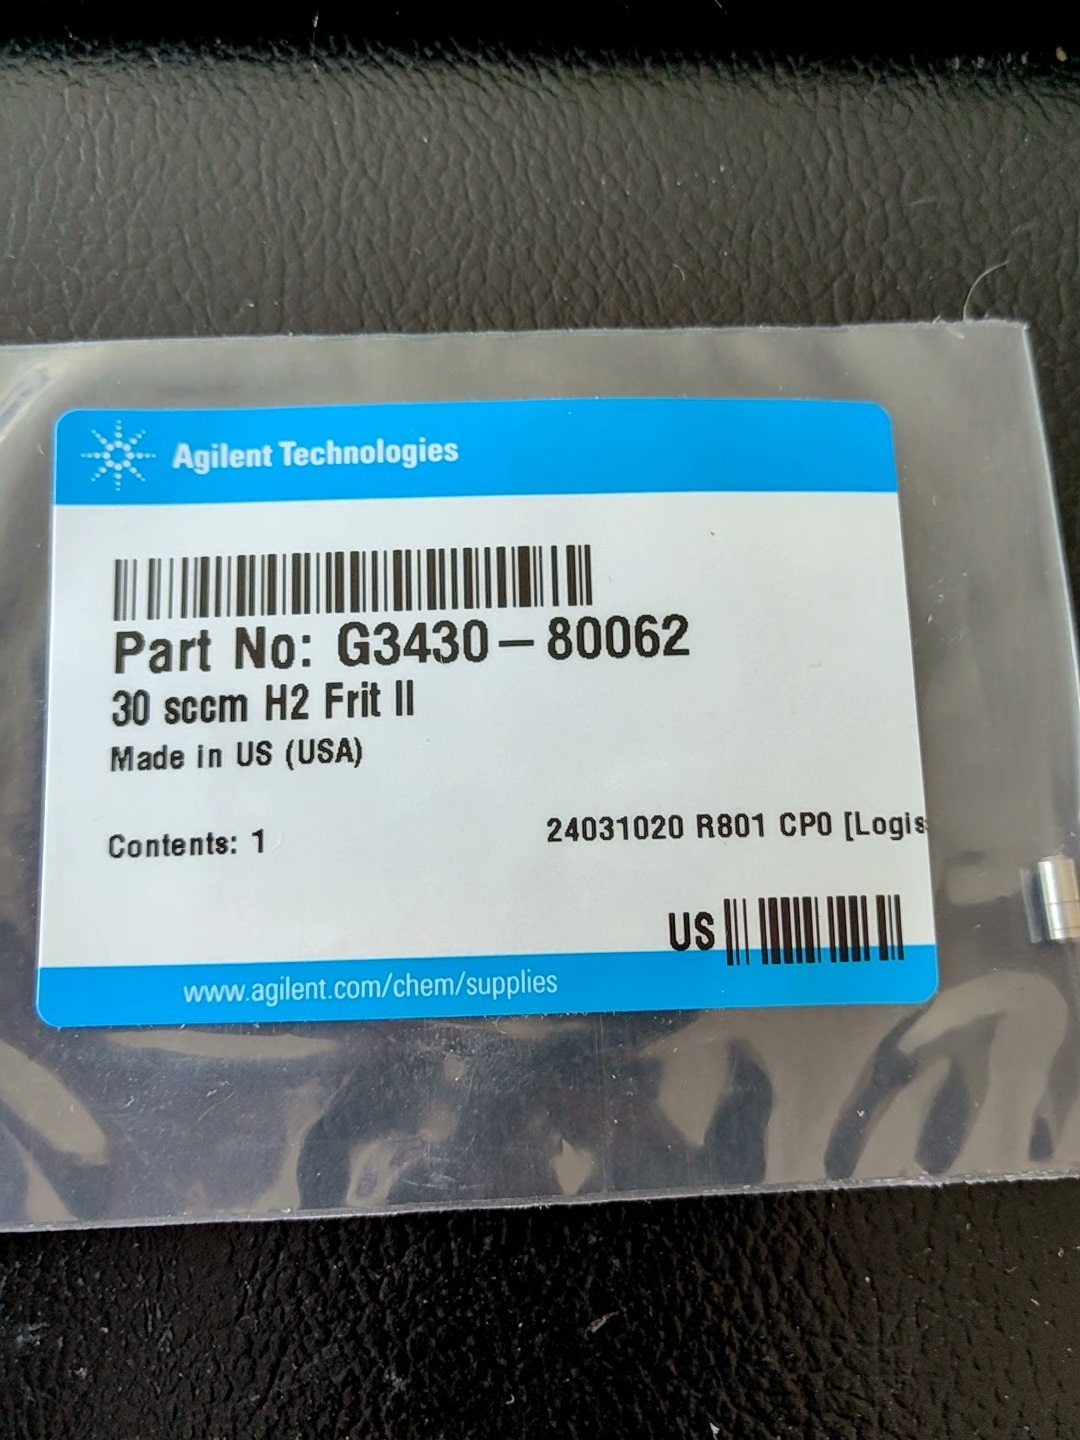 Agilent Technologies
Part No: G3430-80062
30 sccm H2 Frit II
Made in US (USA)
Contents: 1
24031020 R801 CP0 [Logis
US
www.agilent.com/chem/supplies